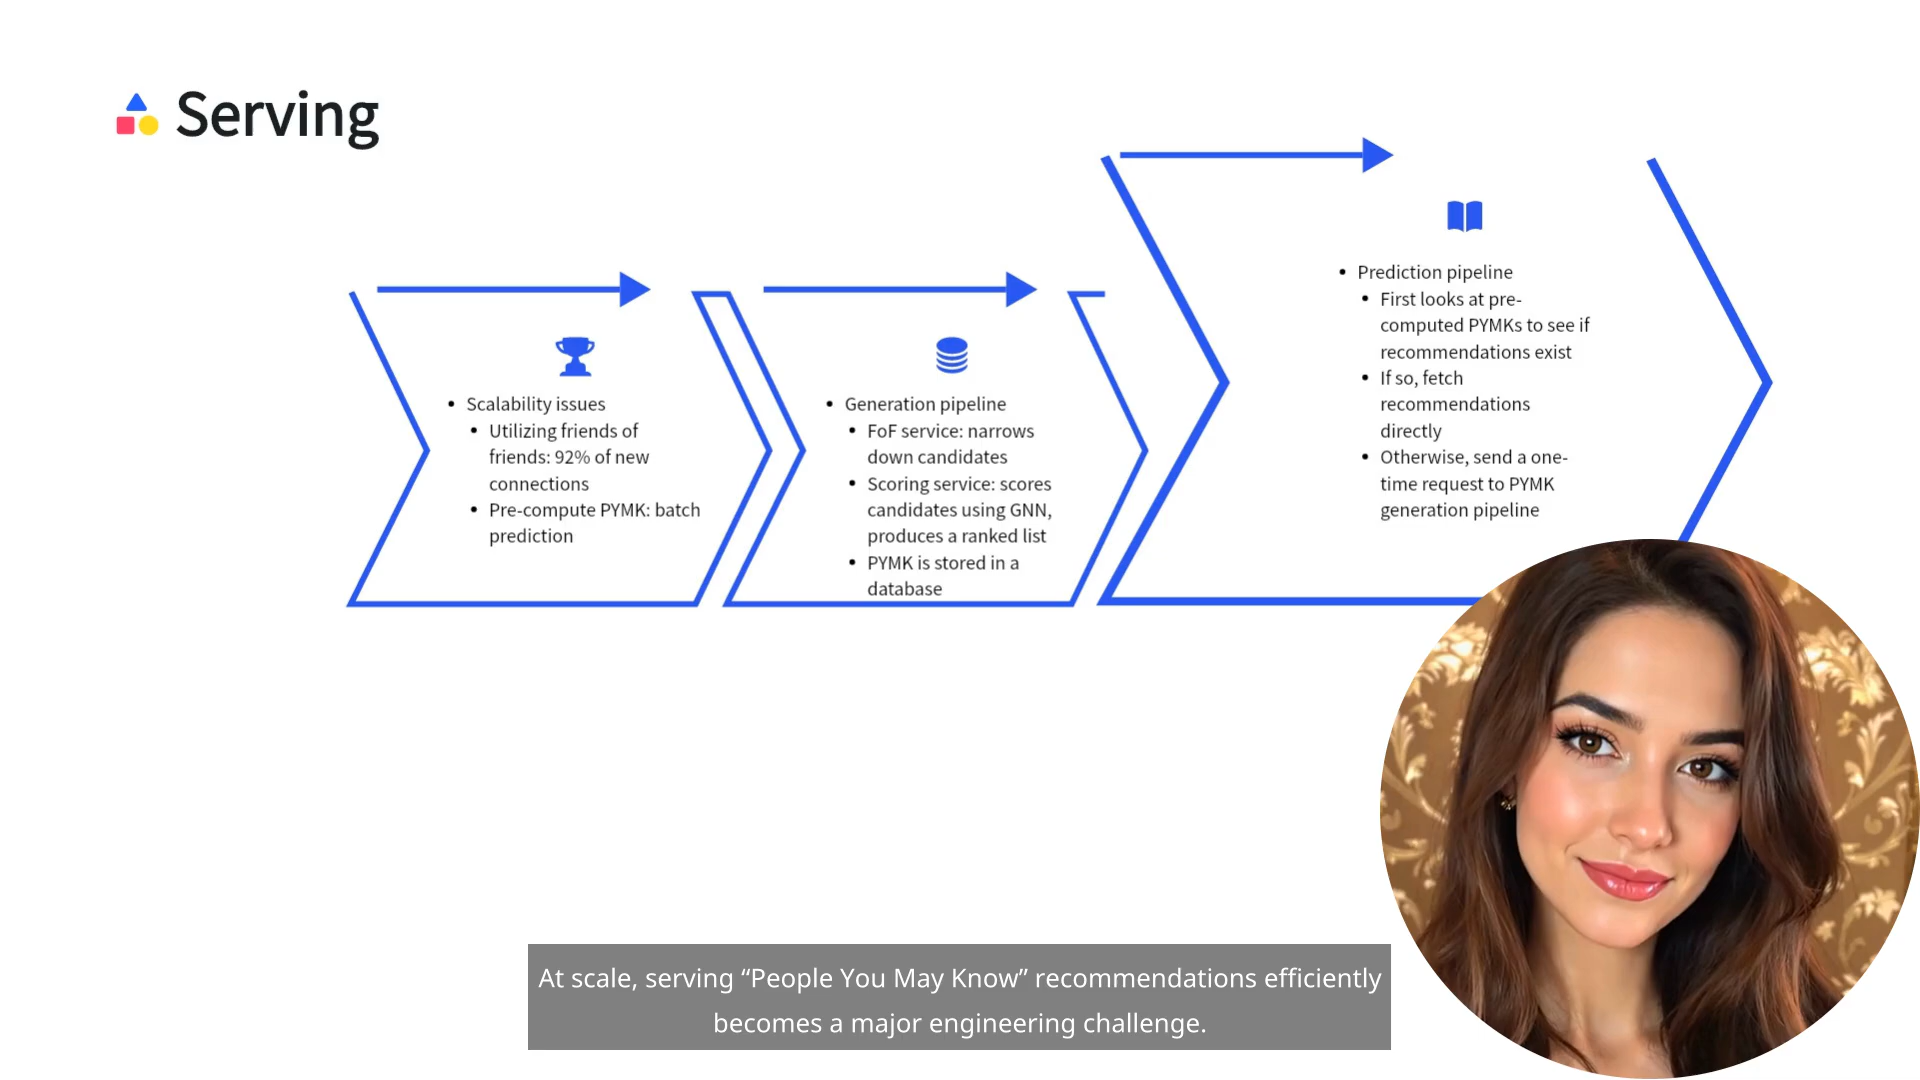 Serving
Scalability issues
Utilizing friends of
friends: 92% of new
connections
Pre-compute PYMK: batch
prediction
Generation pipeline
FoF service: narrows
down candidates
Scoring service: scores
candidates using GNN,
produces a ranked list
PYMK is stored in a
database
Prediction pipeline
First looks at pre-
computed PYMKs to see if
recommendations exist
If so, fetch
recommendations
directly
Otherwise, send a one-
time request to PYMK
generation pipeline
At scale, serving “People You May Know” recommendations efficiently
becomes a major engineering challenge.